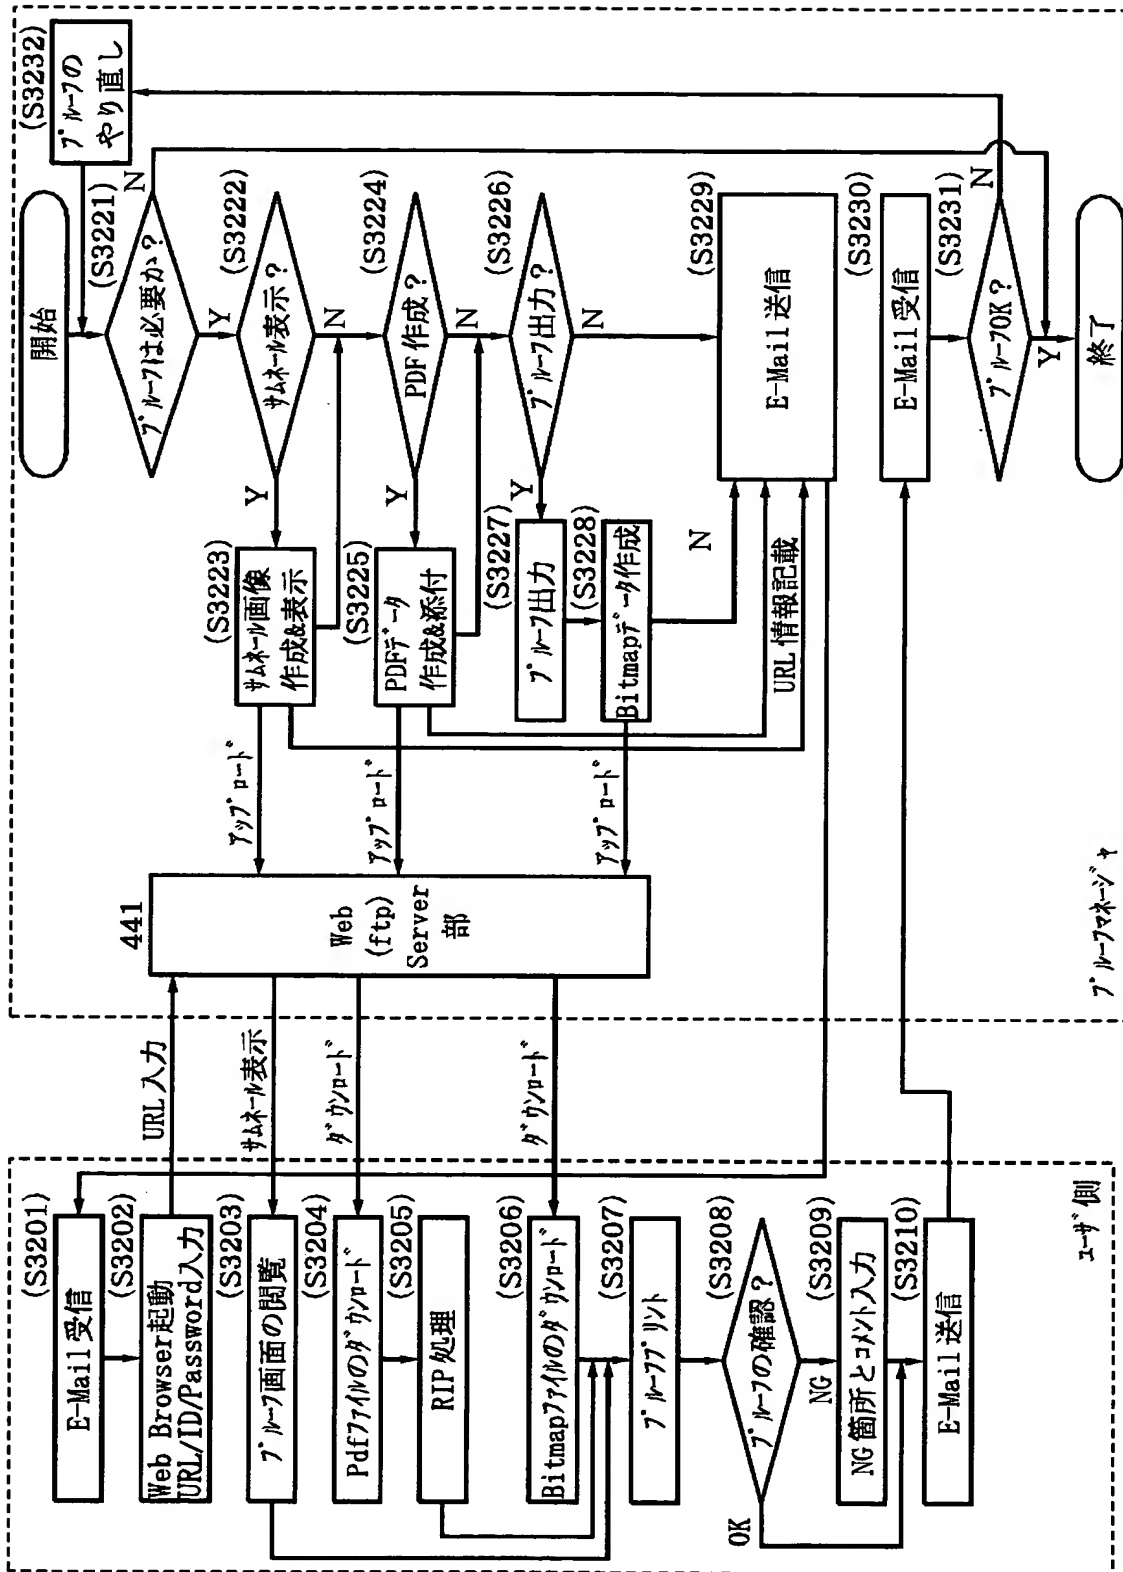 開始
(S3232)
プルーフの
やり直し
(S3221)
プルーフは必要か?
N
Y
(S3222)
サムネール表示?
N
Y
(S3223)
サムネール画像
作成&表示
(S3224)
PDF作成?
N
Y
(S3225)
PDFデータ
作成&添付
(S3226)
プルーフ出力?
N
Y
(S3227)
プルーフ出力
(S3228)
Bitmapデータ作成
N
URL情報記載
(S3229)
E-Mail送信
(S3230)
E-Mail受信
(S3231)
プルーフOK?
N
Y
終了
アップロード
アップロード
アップロード
441
Web
(ftp)
Server
部
プルーフマネージャ
URL入力
サムネール表示
ダウンロード
ダウンロード
(S3201)
E-Mail受信
(S3202)
Web Browser起動
URL/ID/Password入力
(S3203)
プルーフ画面の閲覧
(S3204)
Pdfファイルのダウンロード
(S3205)
RIP処理
(S3206)
Bitmapファイルのダウンロード
(S3207)
プルーフプリント
(S3208)
プルーフの確認?
OK
NG
(S3209)
NG箇所とコメント入力
(S3210)
E-Mail送信
ユーザ側